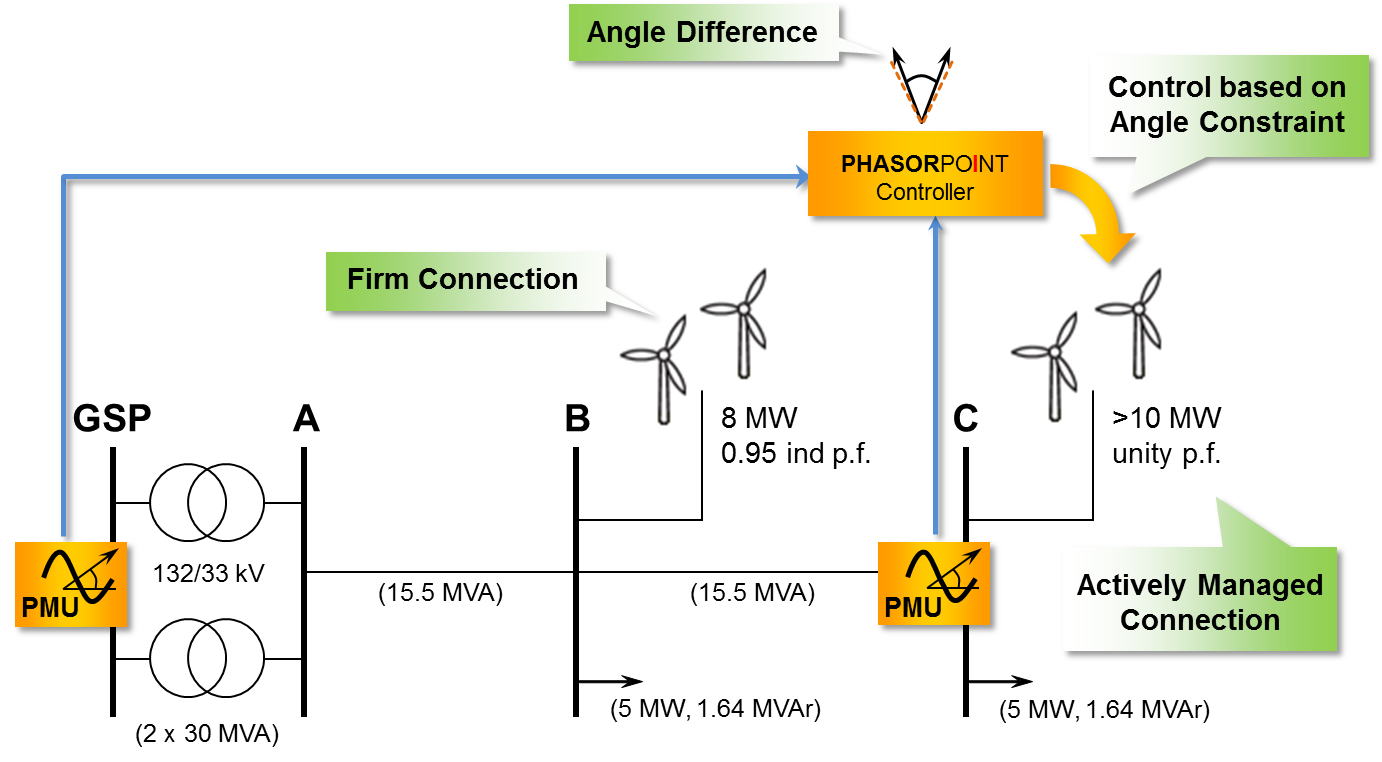 Angle Difference
Control based on
Angle Constraint
PHASORPOINT
Controller
Firm Connection
GSP
A
B
8 MW
0.95 ind p.f.
C
>10 MW
unity p.f.
132/33 kV
PMU
(15.5 MVA)
(15.5 MVA)
PMU
Actively Managed
Connection
(2 x 30 MVA)
(5 MW, 1.64 MVAr)
(5 MW, 1.64 MVAr)